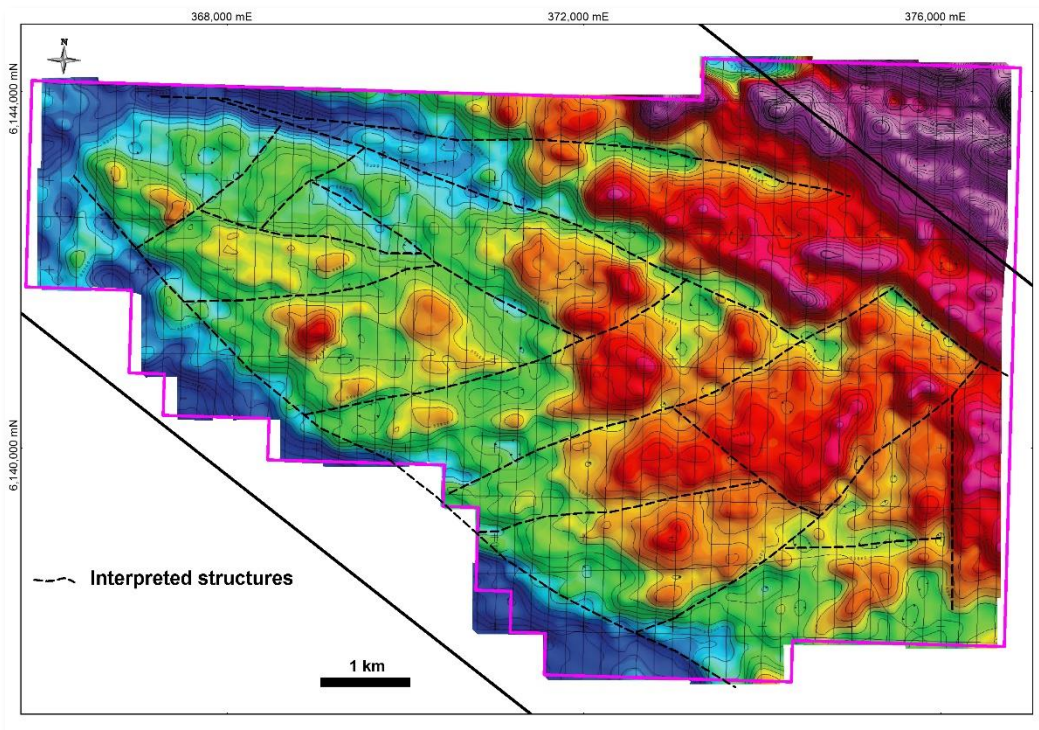 368,000 mE
372,000 mE
376,000 mE
N
6,144,000 mN
6,140,000 mN
Interpreted structures
1 km